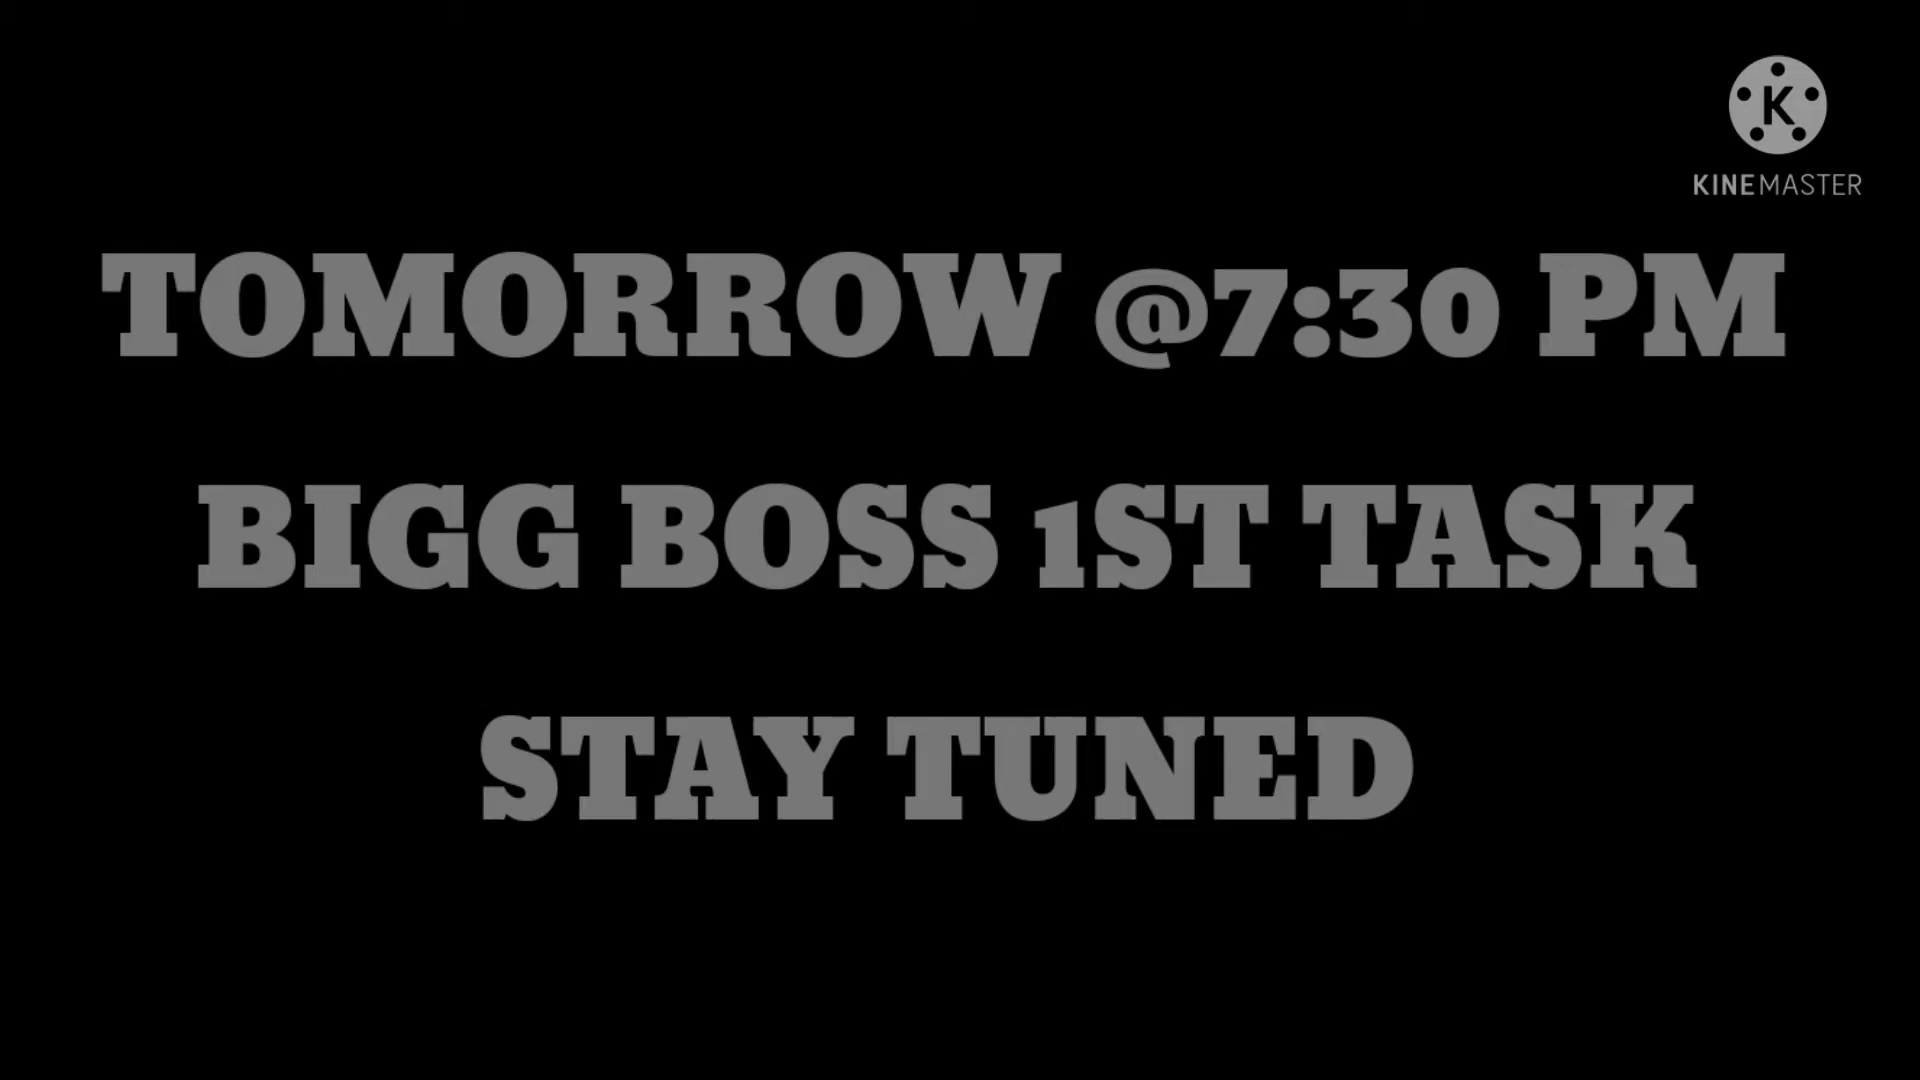 K
KINEMASTER
TOMORROW @7:30 PM
BIGG BOSS 1ST TASK
STAY TUNED